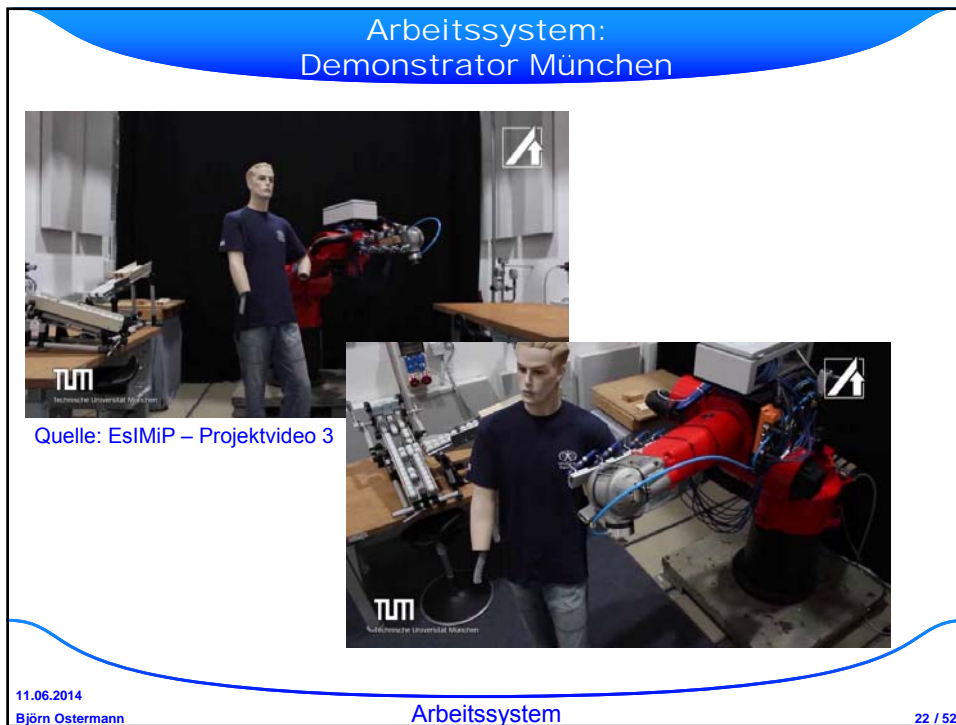 Arbeitssystem:
Demonstrator München
TUM
Technische Universität München
Quelle: EsIMiP – Projektvideo 3
TUM
Technische Universität München
11.06.2014
Björn Ostermann
Arbeitssystem
22 / 52